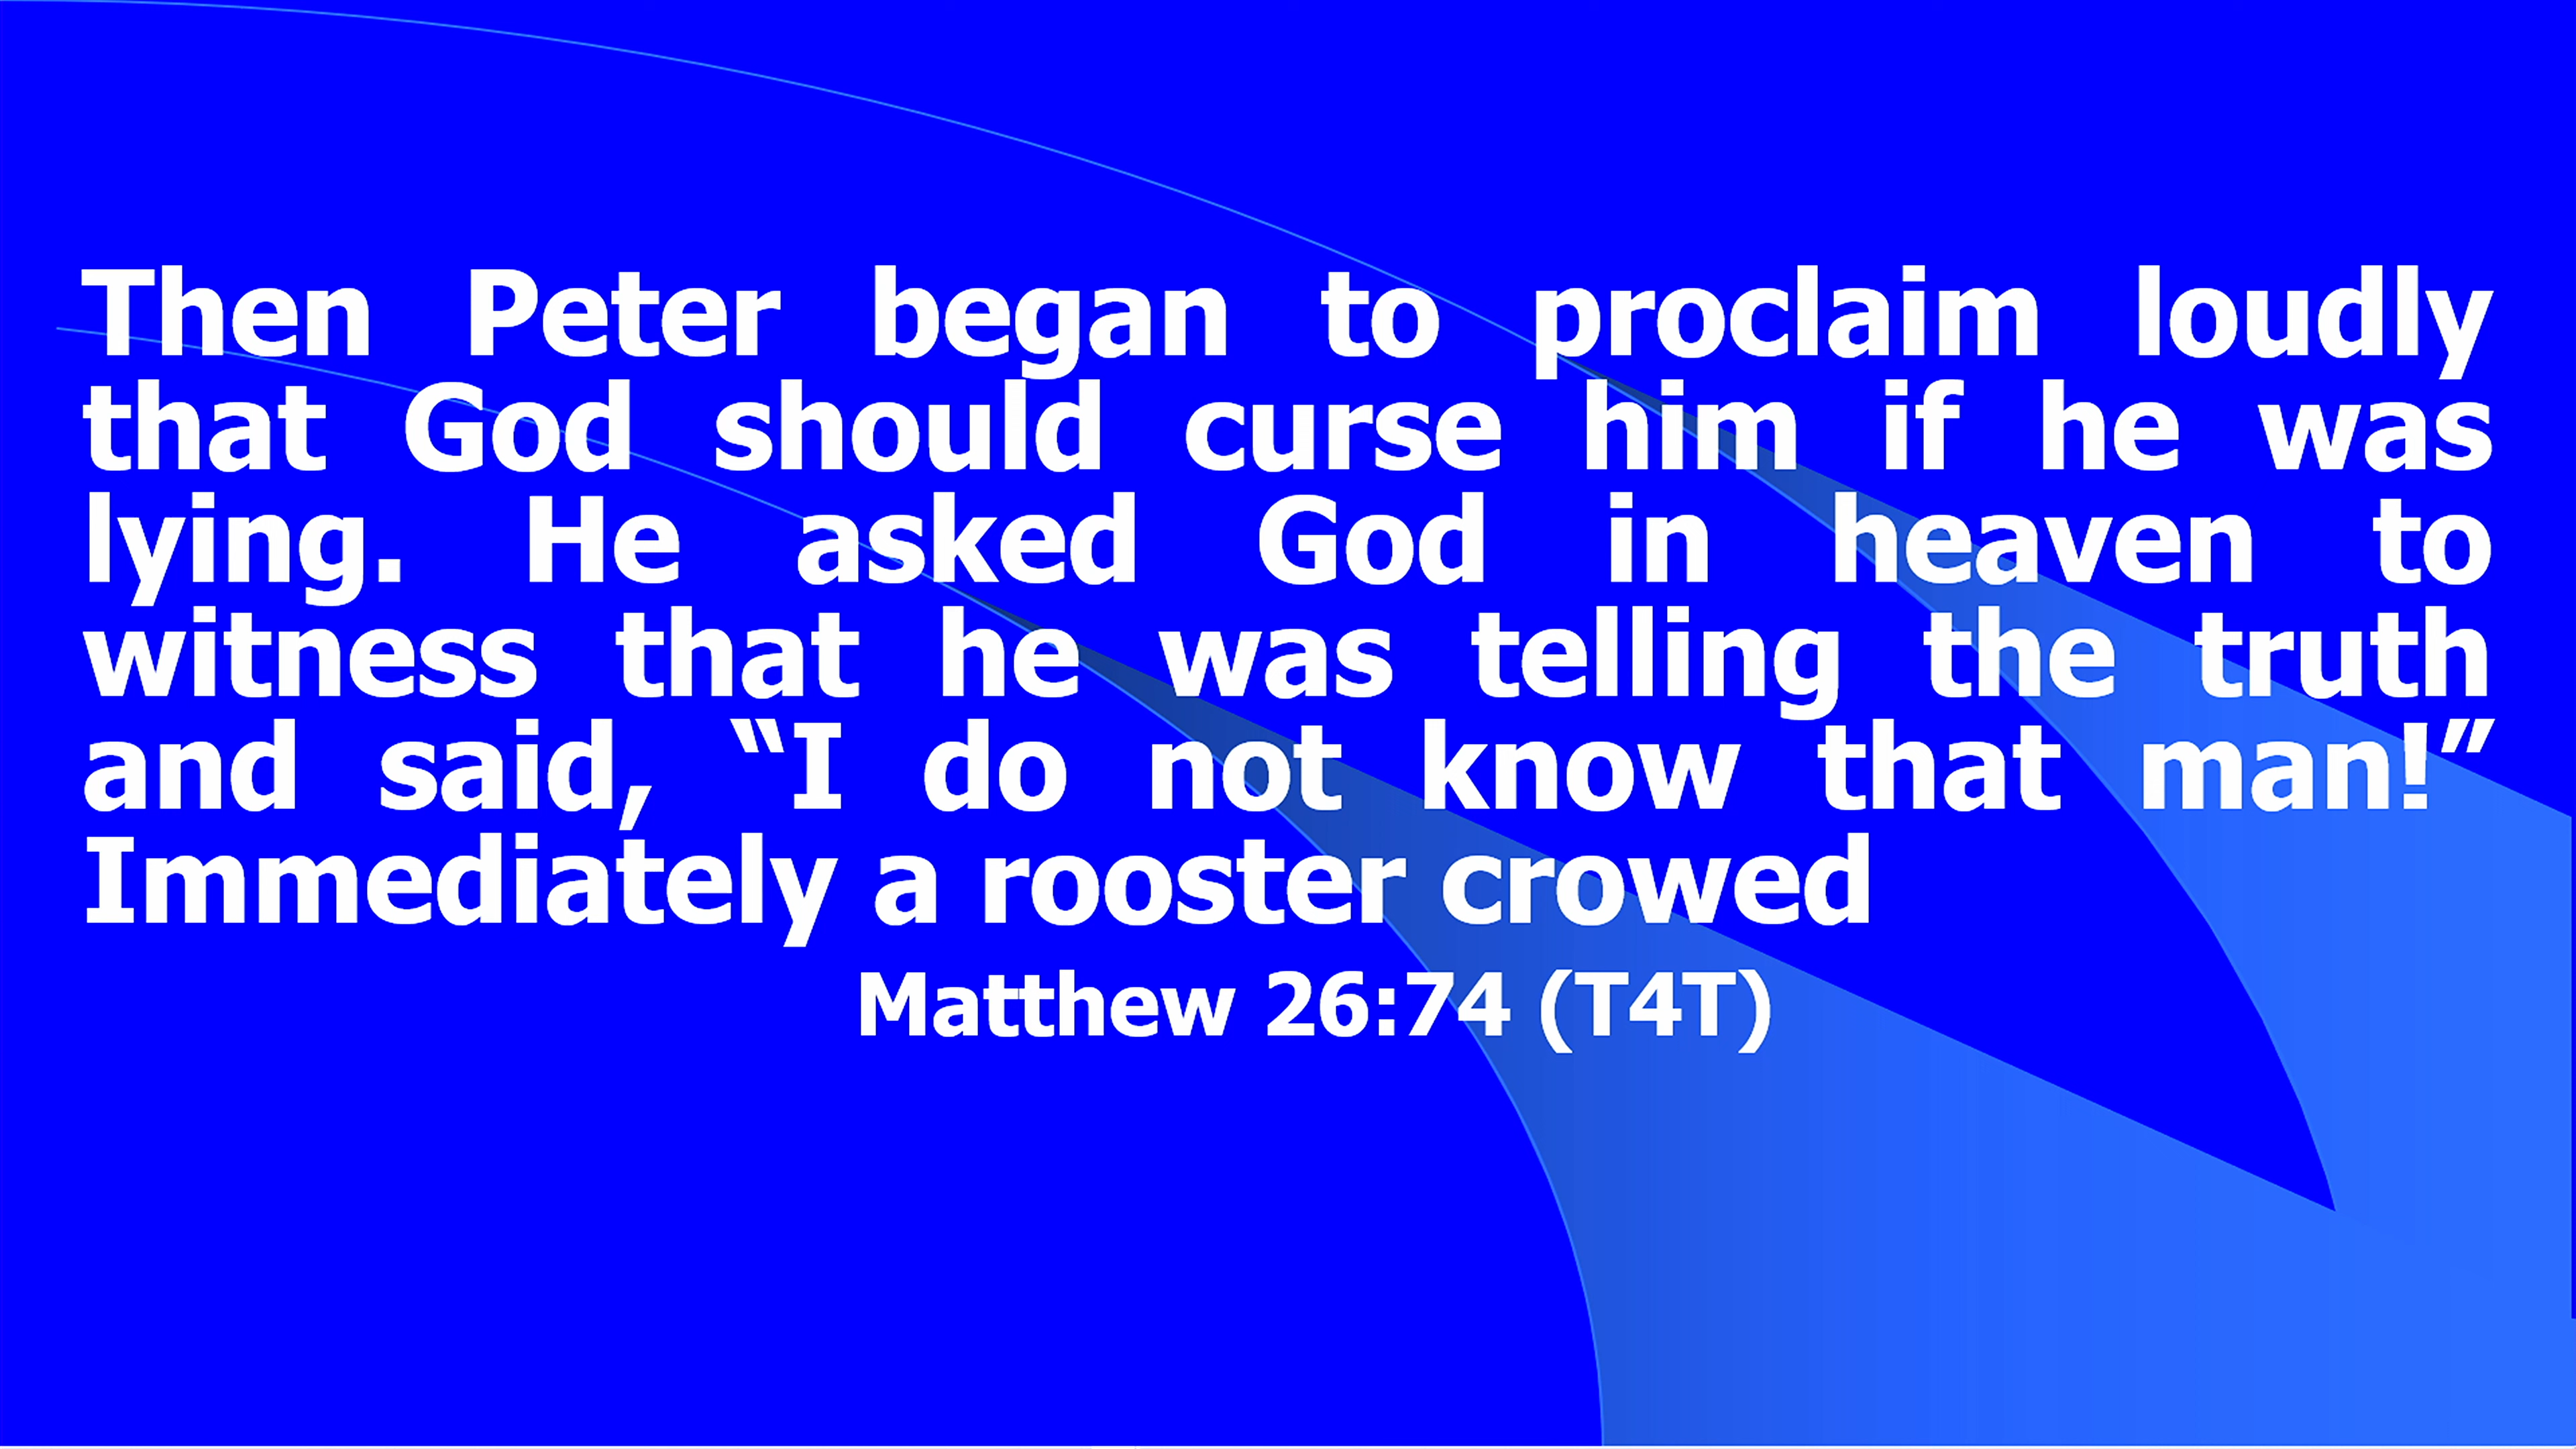 Then Peter began to proclaim loudly
that God should curse him if he was
lying. He asked God in heaven to
witness that he was telling the truth
and said, “I do not know that man!”
Immediately a rooster crowed
Matthew 26:74 (T4T)